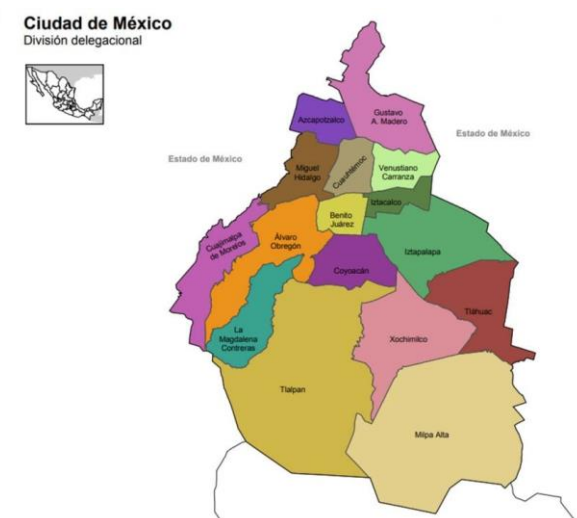 Ciudad de México
División delegacional
Gustavo
A. Madero
Azcapotzalco
Estado de México
Estado de México
Miguel
Hidalgo
Cuauhtémoc
Venustiano
Carranza
Iztacalco
Benito
Juárez
Cuajimalpa
de Morelos
Álvaro
Obregón
Iztapalapa
Coyoacán
Tláhuac
La
Magdalena
Contreras
Xochimilco
Tlalpan
Milpa Alta